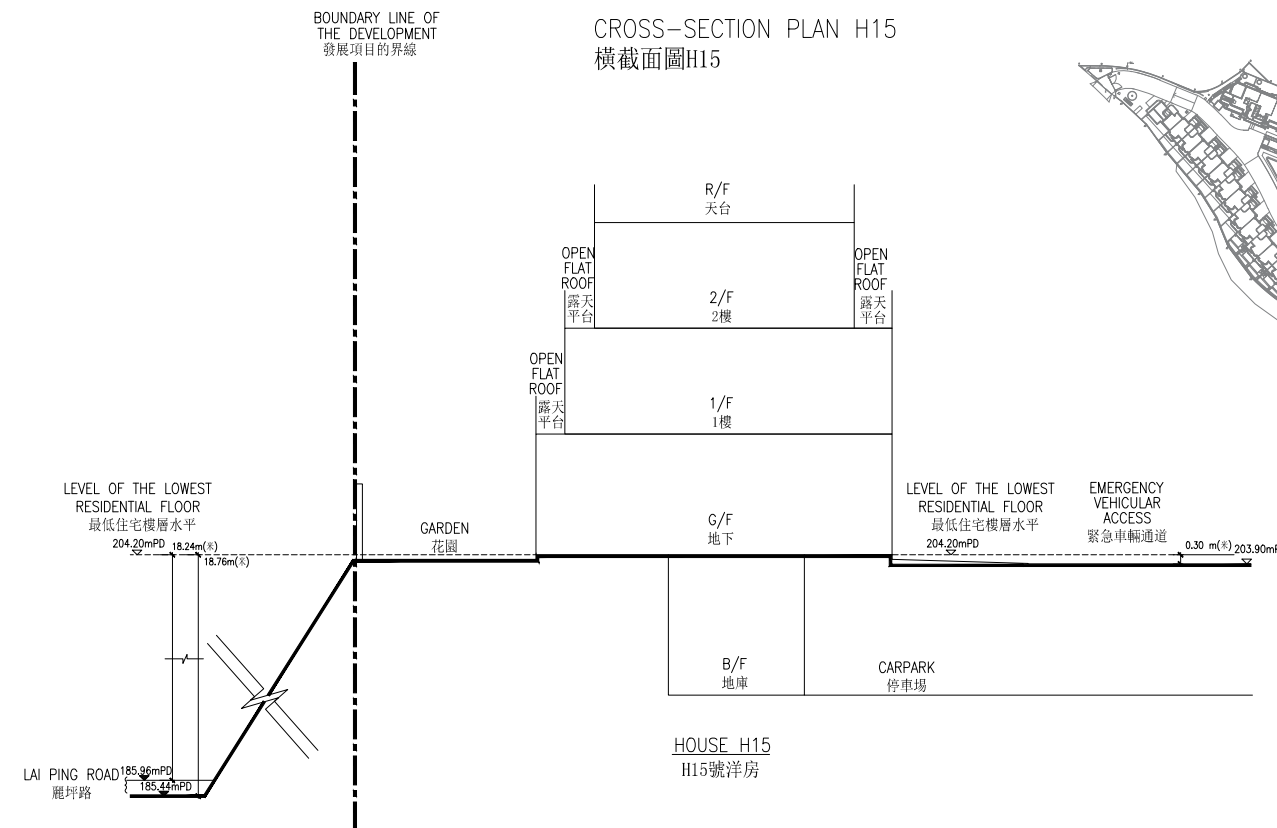 BOUNDARY LINE OF
THE DEVELOPMENT
發展項目的界線
CROSS-SECTION PLAN H15
橫截面圖H15
R/F
天台
OPEN
FLAT
ROOF
露天
平台
2/F
2樓
OPEN
FLAT
ROOF
露天
平台
OPEN
FLAT
ROOF
露天
平台
1/F
1樓
LEVEL OF THE LOWEST
RESIDENTIAL FLOOR
最低住宅樓層水平
204.20mPD
18.24m(米)
18.76m(米)
GARDEN
花園
G/F
地下
LEVEL OF THE LOWEST
RESIDENTIAL FLOOR
最低住宅樓層水平
204.20mPD
EMERGENCY
VEHICULAR
ACCESS
緊急車輛通道
0.30 m(米)
203.90mP
B/F
地庫
CARPARK
停車場
HOUSE H15
H15號洋房
LAI PING ROAD
麗坪路
185.96mPD
185.44mPD